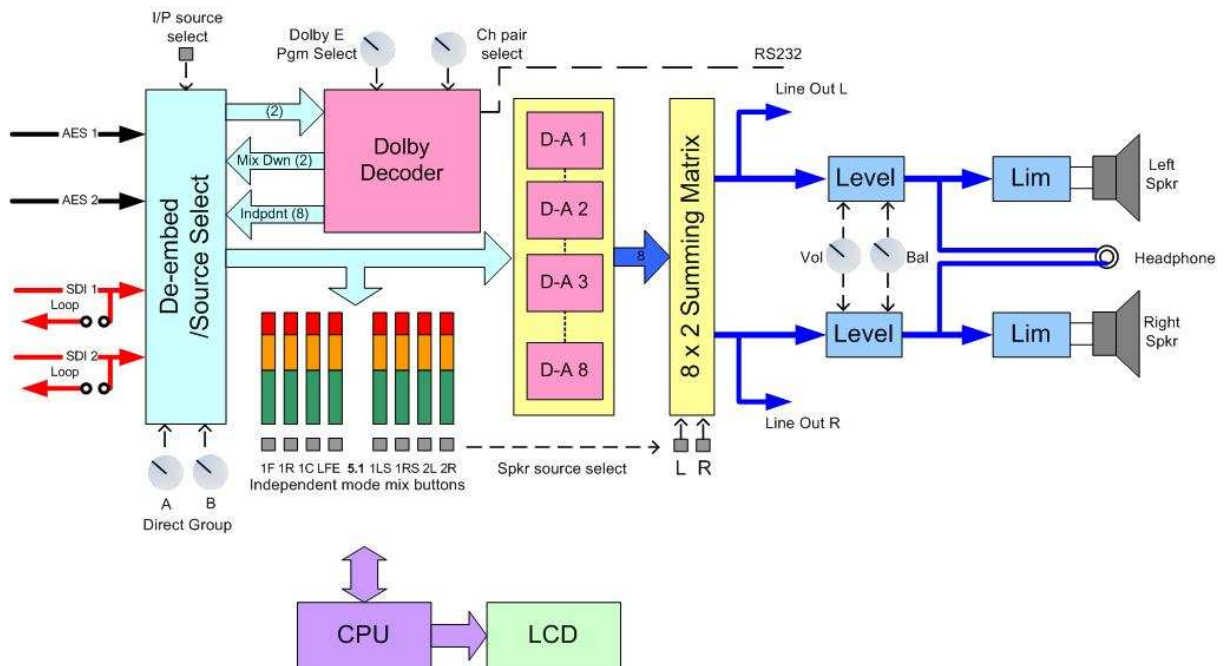 I/P source
select
Dolby E
Pgm Select
Ch pair
select
RS232
Line Out L
AES 1
AES 2
SDI 1
Loop
SDI 2
Loop
De-embed
/Source Select
(2)
Mix Dwn (2)
Indpdnt (8)
Dolby
Decoder
D-A 1
D-A 2
D-A 3
D-A 8
8
8 x 2 Summing Matrix
Level
Lim
Left
Spkr
Vol
Bal
Headphone
Level
Lim
Right
Spkr
Line Out R
1F 1R 1C LFE 5.1 1LS 1RS 2L 2R
Independent mode mix buttons
Spkr source select
L R
A B
Direct Group
CPU
LCD